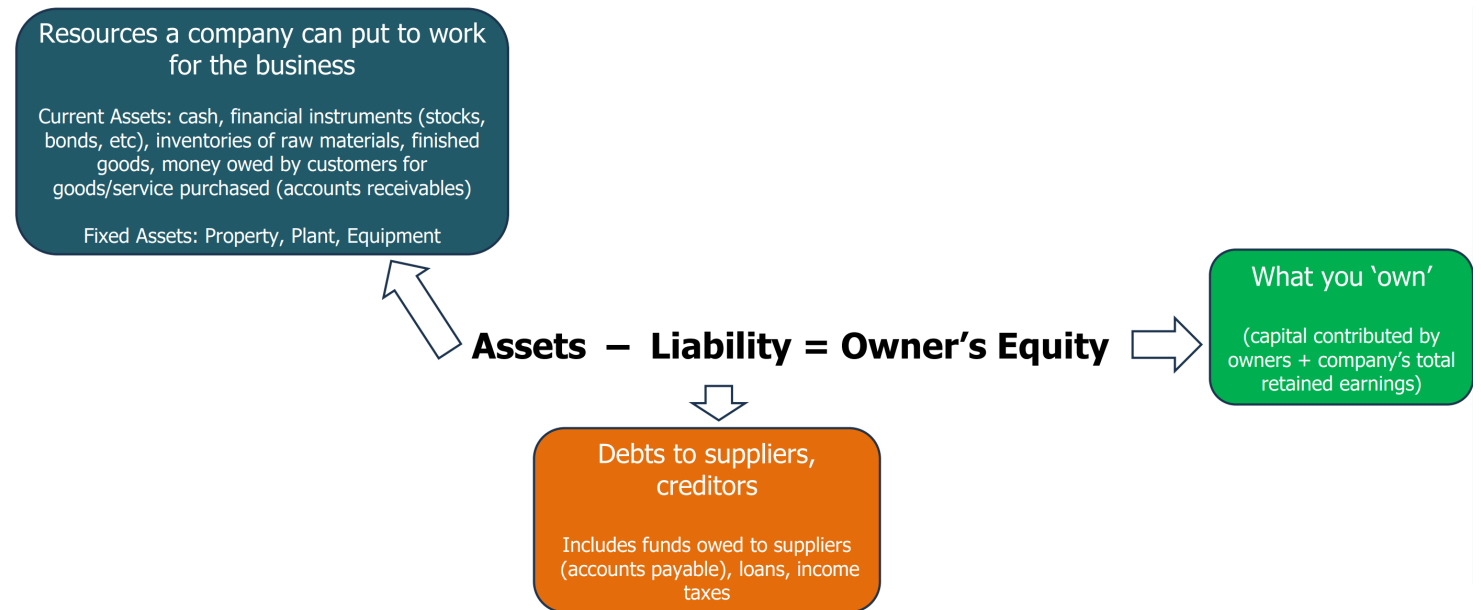 Resources a company can put to work
for the business
Current Assets: cash, financial instruments (stocks,
bonds, etc), inventories of raw materials, finished
goods, money owed by customers for
goods/service purchased (accounts receivables)
Fixed Assets: Property, Plant, Equipment
Assets – Liability = Owner’s Equity
What you ‘own’
(capital contributed by
owners + company’s total
retained earnings)
Debts to suppliers,
creditors
Includes funds owed to suppliers
(accounts payable), loans, income
taxes